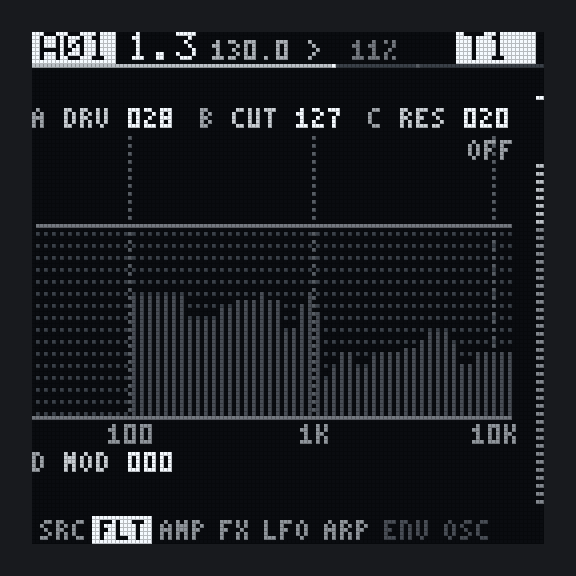 A01 1.3 130.0 > 11% T1
A DRV 028 B CUT 127 C RES 020
OFF
100 1K 10K
D MOD 000
SRC FLT AMP FX LFO ARP ENV OSC